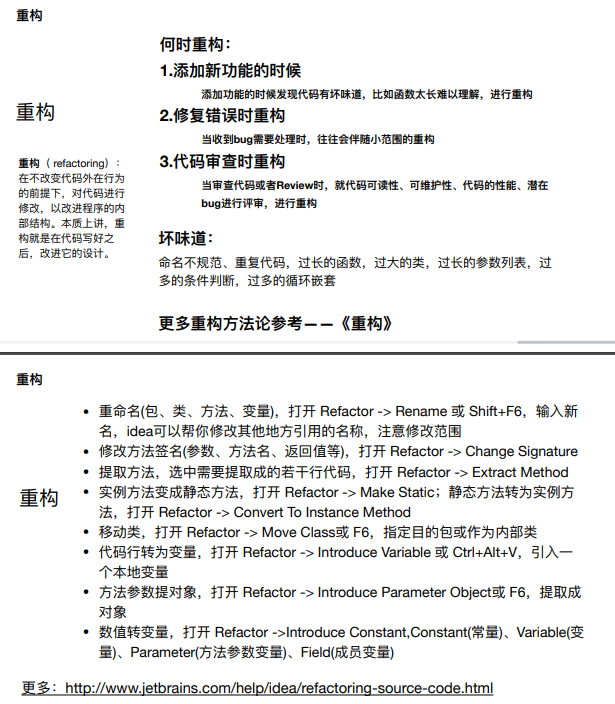 重构
何时重构：
1.添加新功能的时候
添加功能的时候发现代码有坏味道，比如函数太长难以理解，进行重构
2.修复错误时重构
当收到bug需要处理时，往往会伴随小范围的重构
3.代码审查时重构
当审查代码或者Review时，就代码可读性、可维护性、代码的性能、潜在
bug进行评审，进行重构
重构
重构（ refactoring）：
在不改变代码外在行为
的前提下，对代码进行
修改，以改进程序的内
部结构。本质上讲，重
构就是在代码写好之
后，改进它的设计。
坏味道：
命名不规范、重复代码，过长的函数，过大的类，过长的参数列表，过
多的条件判断，过多的循环嵌套
更多重构方法论参考——《重构》
重构
重构
• 重命名(包、类、方法、变量)，打开 Refactor -> Rename 或 Shift+F6，输入新
名，idea可以帮你修改其他地方引用的名称，注意修改范围
• 修改方法签名(参数、方法名、返回值等)，打开 Refactor -> Change Signature
• 提取方法，选中需要提取成的若干行代码，打开 Refactor -> Extract Method
• 实例方法变成静态方法，打开 Refactor -> Make Static；静态方法转为实例方
法，打开 Refactor -> Convert To Instance Method
• 移动类，打开 Refactor -> Move Class或 F6，指定目的包或作为内部类
• 代码行转为变量，打开 Refactor -> Introduce Variable 或 Ctrl+Alt+V，引入一
个本地变量
• 方法参数提对象，打开 Refactor -> Introduce Parameter Object或 F6，提取成
对象
• 数值转变量，打开 Refactor ->Introduce Constant,Constant(常量)、Variable(变
量)、Parameter(方法参数变量)、Field(成员变量)
更多：http://www.jetbrains.com/help/idea/refactoring-source-code.html